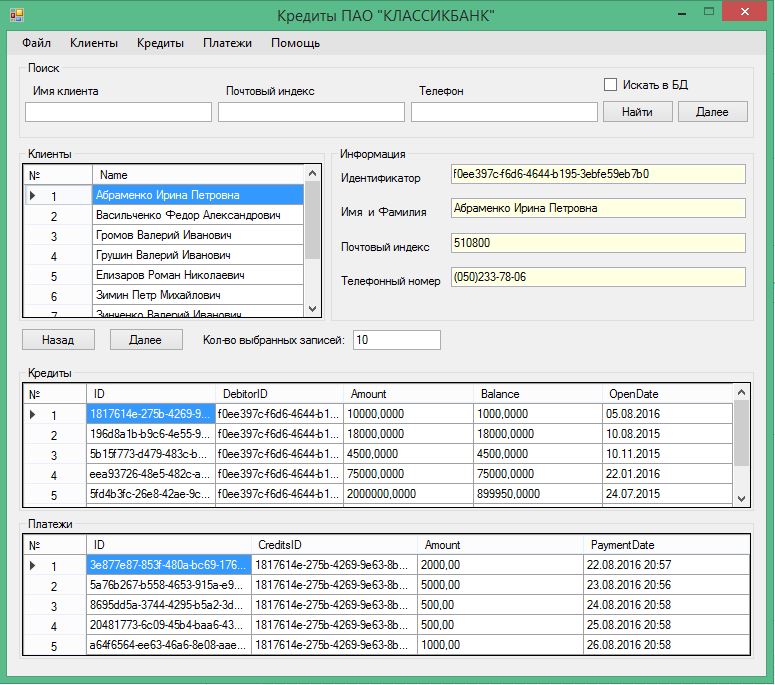 Кредиты ПАО "КЛАССИКБАНК"
Файл Клиенты Кредиты Платежи Помощь
Поиск
Имя клиента Почтовый индекс Телефон Искать в БД
Найти Далее
Клиенты
№ Name
1 Абраменко Ирина Петровна
2 Васильченко Федор Александрович
3 Громов Валерий Иванович
4 Грушин Валерий Иванович
5 Елизаров Роман Николаевич
6 Зимин Петр Михайлович
7 Зинченко Валерий Иванович
Информация
Идентификатор f0ee397c-f6d6-4644-b195-3ebfe59eb7b0
Имя и Фамилия Абраменко Ирина Петровна
Почтовый индекс 510800
Телефонный номер (050)233-78-06
Назад Далее Кол-во выбранных записей: 10
Кредиты
№ ID DebitorID Amount Balance OpenDate
1 1817614e-275b-4269-9... f0ee397c-f6d6-4644-b1... 10000,0000 1000,0000 05.08.2016
2 196d8a1b-b9c6-4e55-9... f0ee397c-f6d6-4644-b1... 18000,0000 18000,0000 10.08.2015
3 5b15f773-d479-483c-b... f0ee397c-f6d6-4644-b1... 4500,0000 4500,0000 10.11.2015
4 eea93726-48e5-482c-a... f0ee397c-f6d6-4644-b1... 75000,0000 75000,0000 22.01.2016
5 5fd4b3fc-26e8-42ae-9c... f0ee397c-f6d6-4644-b1... 2000000,0000 899950,0000 24.07.2015
Платежи
№ ID CreditsID Amount PaymentDate
1 3e877e87-853f-480a-bc69-176... 1817614e-275b-4269-9e63-8b... 2000,00 22.08.2016 20:57
2 5a76b267-b558-4653-915a-e9... 1817614e-275b-4269-9e63-8b... 5000,00 23.08.2016 20:56
3 8695dd5a-3744-4295-b5a2-3d... 1817614e-275b-4269-9e63-8b... 500,00 24.08.2016 20:58
4 20481773-6c09-45b4-baa6-43... 1817614e-275b-4269-9e63-8b... 500,00 25.08.2016 20:58
5 a64f6564-ee63-46a6-8e08-aae... 1817614e-275b-4269-9e63-8b... 1000,00 26.08.2016 20:58